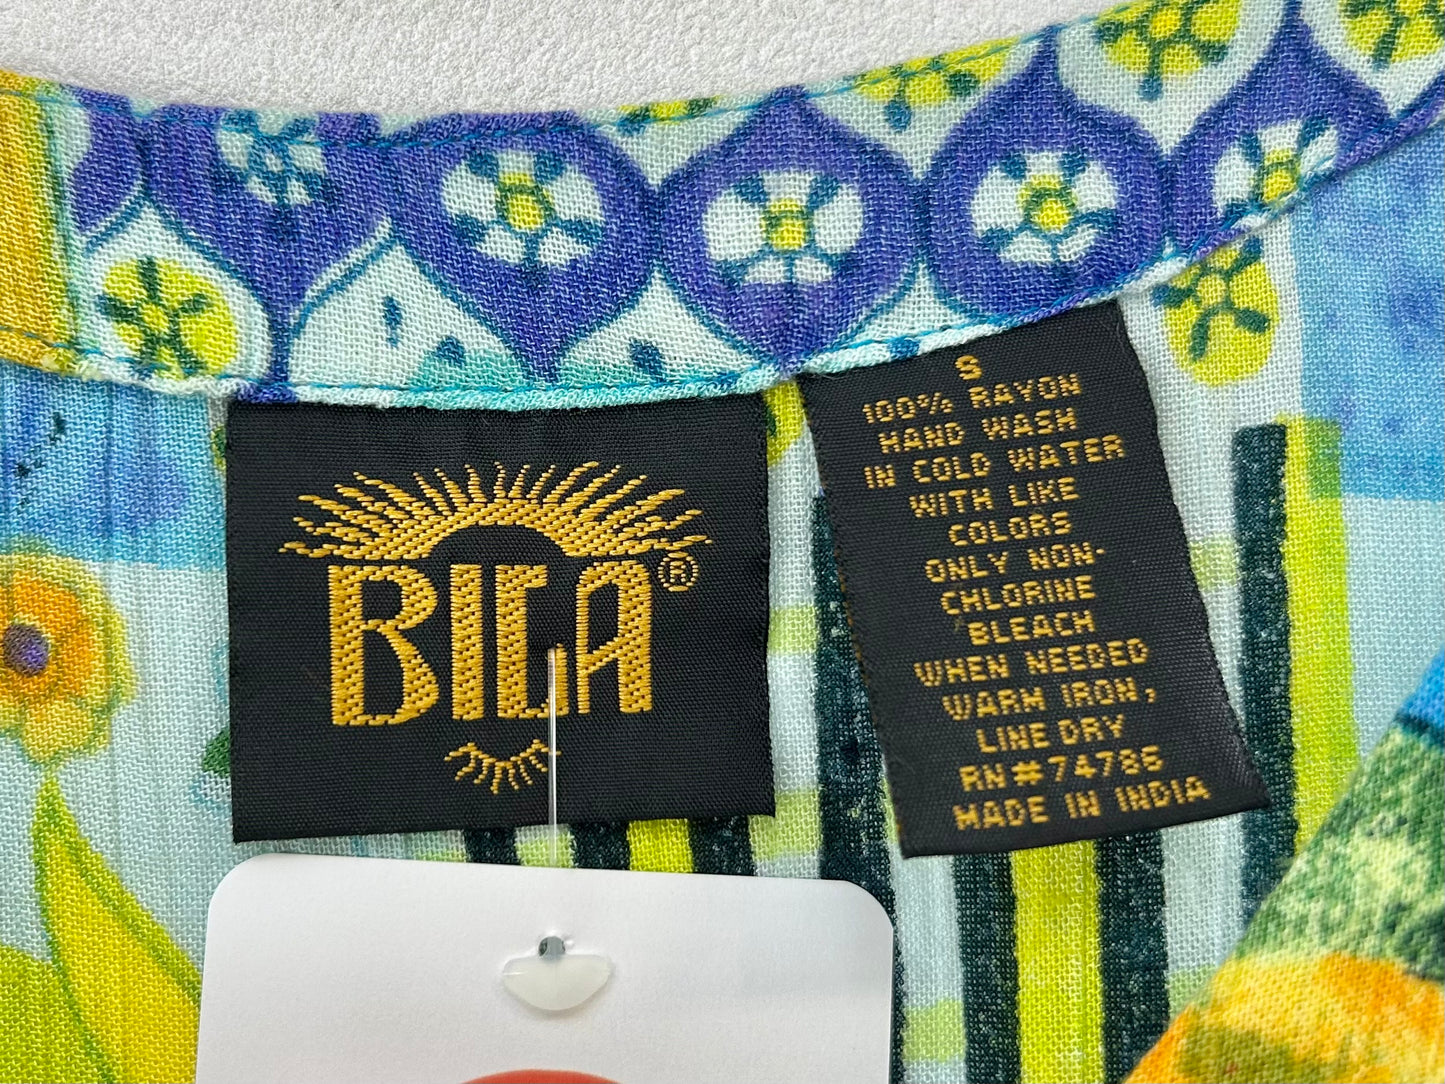 BILA®
S
100% RAYON
HAND WASH
IN COLD WATER
WITH LIKE
COLORS
ONLY NON-
CHLORINE
BLEACH
WHEN NEEDED
WARM IRON,
LINE DRY
RN#74786
MADE IN INDIA